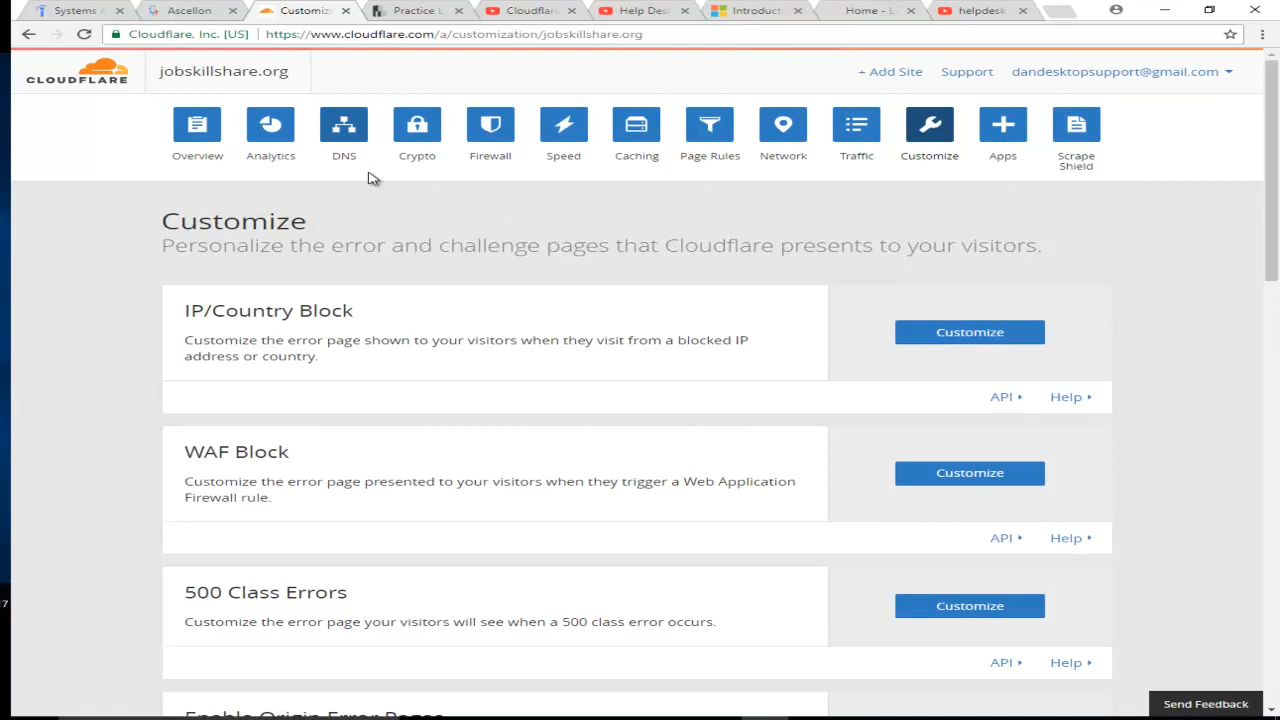 Systems
Ascellon
Customiz
Practice L
Cloudflar
Help Des
Introduct
Home - L
helpdesk
Cloudflare, Inc. [US]
https://www.cloudflare.com/a/customization/jobskillshare.org
CLOUDFLARE
jobskillshare.org
+ Add Site
Support
dandesktopsupport@gmail.com
Overview
Analytics
DNS
Crypto
Firewall
Speed
Caching
Page Rules
Network
Traffic
Customize
Apps
Scrape
Shield
Customize
Personalize the error and challenge pages that Cloudflare presents to your visitors.
IP/Country Block
Customize the error page shown to your visitors when they visit from a blocked IP
address or country.
Customize
API
Help
WAF Block
Customize the error page presented to your visitors when they trigger a Web Application
Firewall rule.
Customize
API
Help
500 Class Errors
Customize the error page your visitors will see when a 500 class error occurs.
Customize
API
Help
Enable Origin Error Pages
Send Feedback